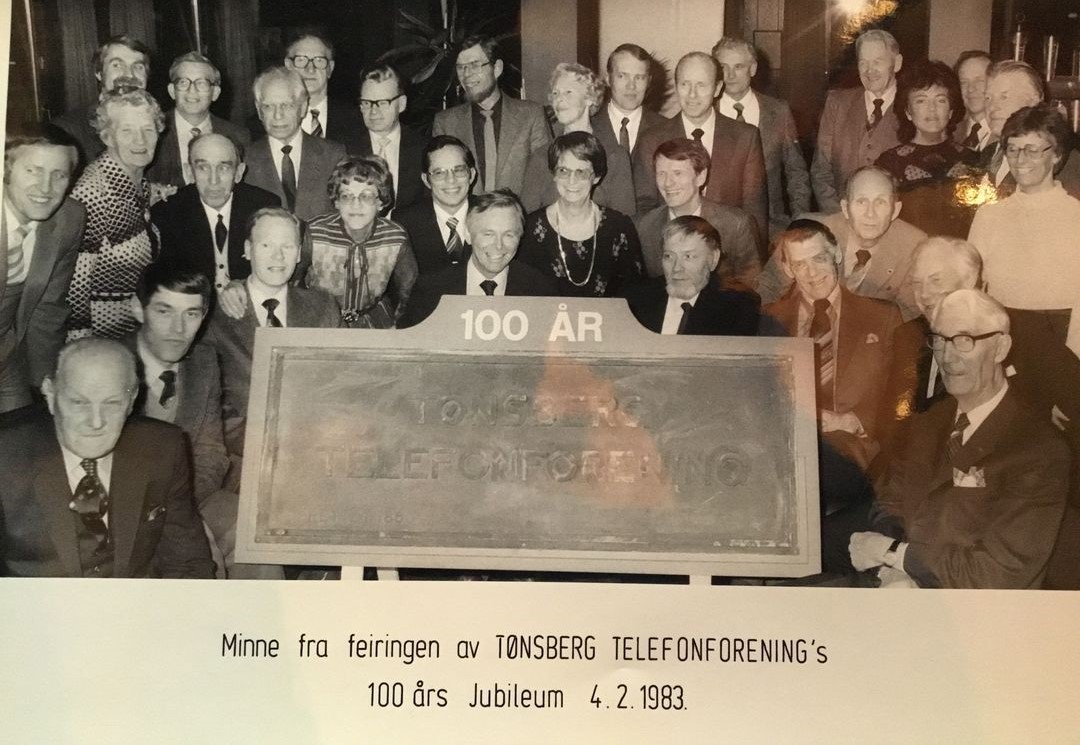 100 ÅR
TØNSBERG
TELEFONFORENING
Minne fra feiringen av TØNSBERG TELEFONFORENING's
100 års Jubileum 4.2.1983.